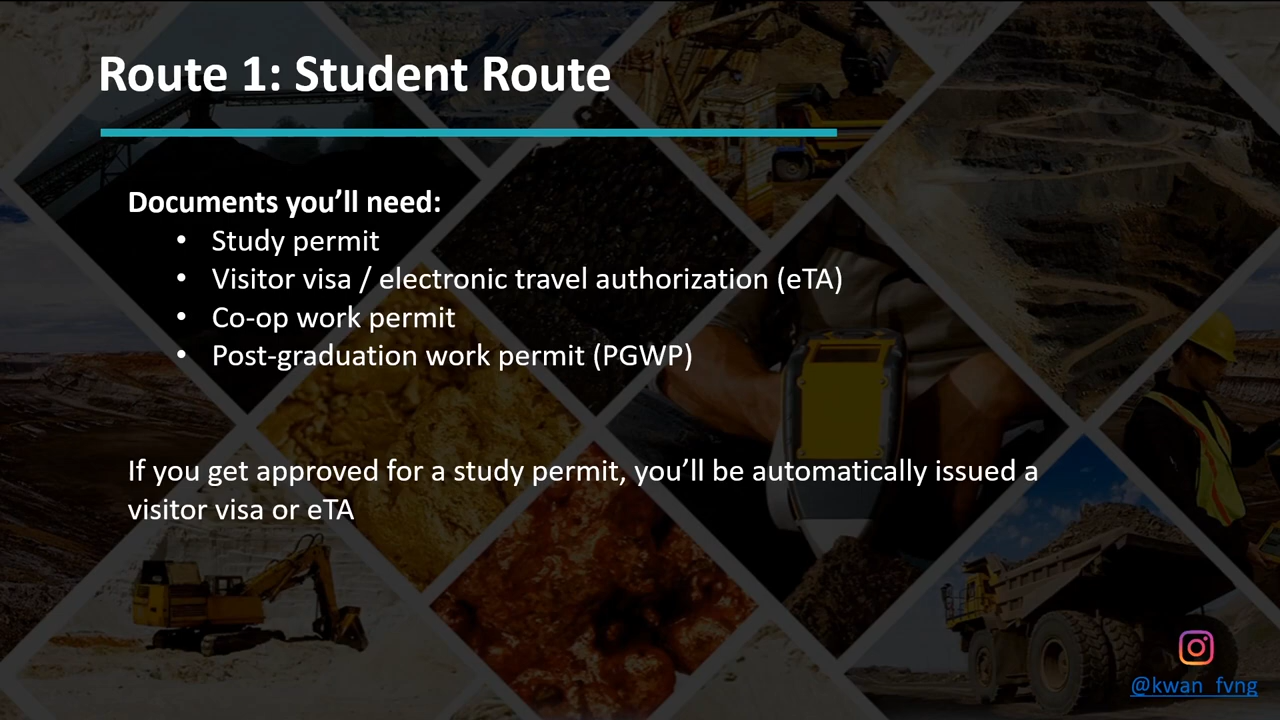 Route 1: Student Route
Documents you’ll need:
• Study permit
• Visitor visa / electronic travel authorization (eTA)
• Co-op work permit
• Post-graduation work permit (PGWP)
If you get approved for a study permit, you’ll be automatically issued a
visitor visa or eTA
@kwan_fvng